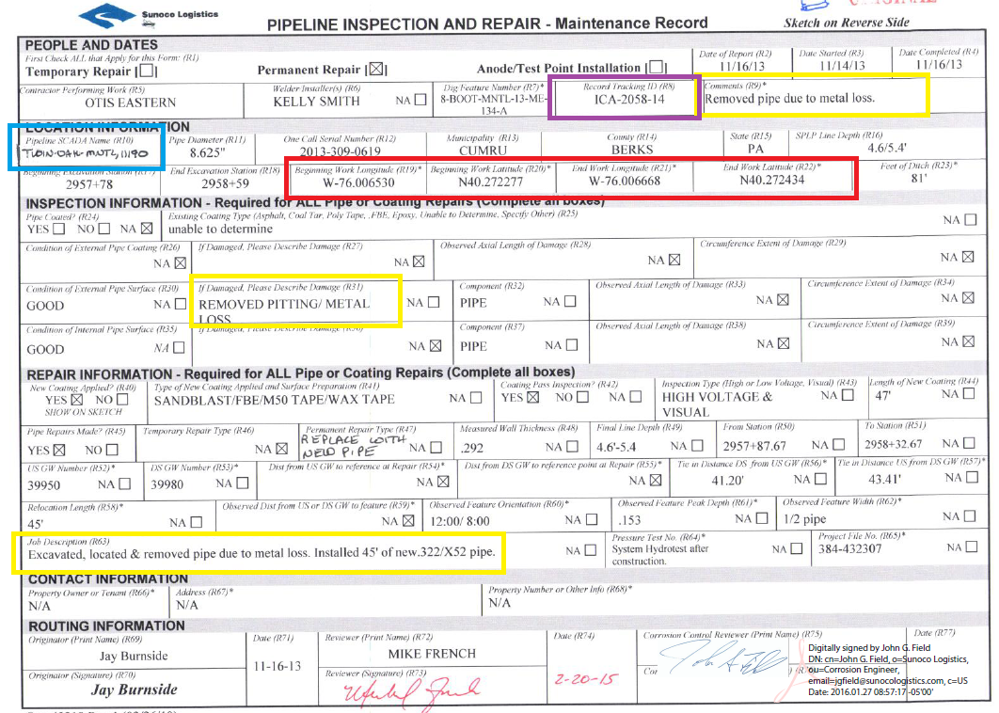 Sunoco Logistics
ORIGINAL
PIPELINE INSPECTION AND REPAIR - Maintenance Record
Sketch on Reverse Side
PEOPLE AND DATES
First Check ALL that Apply for this Form: (R1)
Temporary Repair [☐]
Permanent Repair [☒]
Anode/Test Point Installation [☐]
Date of Report (R2)
11/16/13
Date Started (R3)
11/14/13
Date Completed (R4)
11/16/13
Contractor Performing Work (R5)
OTIS EASTERN
Welder Installer(s) (R6)
KELLY SMITH NA ☐
Dig Feature Number (R7)*
8-BOOT-MNTL-13-ME-
134-A
Record Tracking ID (R8)
ICA-2058-14
Comments (R9)*
Removed pipe due to metal loss.
LOCATION INFORMATION
Pipeline SCADA Name (R10)
TWIN-OAK-MNTL, 11190
Pipe Diameter (R11)
8.625"
One Call Serial Number (R12)
2013-309-0619
Municipality (R13)
CUMRU
County (R14)
BERKS
State (R15)
PA
SPLP Line Depth (R16)
4.6/5.4'
Beginning Excavation Station (R17)
2957+78
End Excavation Station (R18)
2958+59
Beginning Work Longitude (R19)*
W-76.006530
Beginning Work Latitude (R20)*
N40.272277
End Work Longitude (R21)*
W-76.006668
End Work Latitude (R22)*
N40.272434
Feet of Ditch (R23)*
81'
INSPECTION INFORMATION - Required for ALL Pipe or Coating Repairs (Complete all boxes)
Pipe Coated? (R24)
YES ☐ NO ☐ NA ☒
Existing Coating Type (Asphalt, Coal Tar, Poly Tape, ,FBE, Epoxy, Unable to Determine, Specify Other) (R25)
unable to determine NA ☐
Condition of External Pipe Coating (R26)
NA ☒
If Damaged, Please Describe Damage (R27)
NA ☒
Observed Axial Length of Damage (R28)
NA ☒
Circumference Extent of Damage (R29)
NA ☒
Condition of External Pipe Surface (R30)
GOOD NA ☐
If Damaged, Please Describe Damage (R31)
REMOVED PITTING/ METAL
LOSS
NA ☐
Component (R32)
PIPE NA ☐
Observed Axial Length of Damage (R33)
NA ☒
Circumference Extent of Damage (R34)
NA ☒
Condition of Internal Pipe Surface (R35)
GOOD NA ☐
If Damaged, Please Describe Damage (R36)
NA ☒
Component (R37)
PIPE NA ☐
Observed Axial Length of Damage (R38)
NA ☒
Circumference Extent of Damage (R39)
NA ☒
REPAIR INFORMATION - Required for ALL Pipe or Coating Repairs (Complete all boxes)
New Coating Applied? (R40)
YES ☒ NO ☐
SHOW ON SKETCH
Type of New Coating Applied and Surface Preparation (R41)
SANDBLAST/FBE/M50 TAPE/WAX TAPE NA ☐
Coating Pass Inspection? (R42)
YES ☒ NO ☐ NA ☐
Inspection Type (High or Low Voltage, Visual) (R43)
HIGH VOLTAGE &
VISUAL
NA ☐
Length of New Coating (R44)
47' NA ☐
Pipe Repairs Made? (R45)
YES ☒ NO ☐
Temporary Repair Type (R46)
NA ☒
Permanent Repair Type (R47)
REPLACE WITH
NEW PIPE
NA ☐
Measured Wall Thickness (R48)
.292 NA ☐
Final Line Depth (R49)
4.6'-5.4 NA ☐
From Station (R50)
2957+87.67 NA ☐
To Station (R51)
2958+32.67 NA ☐
US GW Number (R52)*
39950 NA ☐
DS GW Number (R53)*
39980 NA ☐
Dist from US GW to reference at Repair (R54)*
NA ☒
Dist from DS GW to reference point at Repair (R55)*
NA ☒
Tie in Distance DS from US GW (R56)*
41.20' NA ☐
Tie in Distance US from DS GW (R57)*
43.41' NA ☐
Relocation Length (R58)*
45' NA ☐
Observed Dist from US or DS GW to feature (R59)*
NA ☒
Observed Feature Orientation (R60)*
12:00/ 8:00 NA ☐
Observed Feature Peak Depth (R61)*
.153 NA ☐
Observed Feature Width (R62)*
1/2 pipe NA ☐
Job Description (R63)
Excavated, located & removed pipe due to metal loss. Installed 45' of new.322/X52 pipe.
NA ☐
Pressure Test No. (R64)*
System Hydrotest after
construction.
NA ☐
Project File No. (R65)*
384-432307
CONTACT INFORMATION
Property Owner or Tenant (R66)*
N/A
Address (R67)*
N/A
Property Number or Other Info (R68)*
N/A
ROUTING INFORMATION
Originator (Print Name) (R69)
Jay Burnside
Originator (Signature) (R70)
Jay Burnside
Date (R71)
11-16-13
Reviewer (Print Name) (R72)
MIKE FRENCH
Reviewer (Signature) (R73)
Michael French
Date (R74)
2-20-15
Corrosion Control Reviewer (Print Name) (R75)
John G Field
Cor
Date (R77)
Digitally signed by John G. Field
DN: cn=John G. Field, o=Sunoco Logistics,
ou=Corrosion Engineer,
email=jgfield@sunocologistics.com, c=US
Date: 2016.01.27 08:57:17 -05'00'